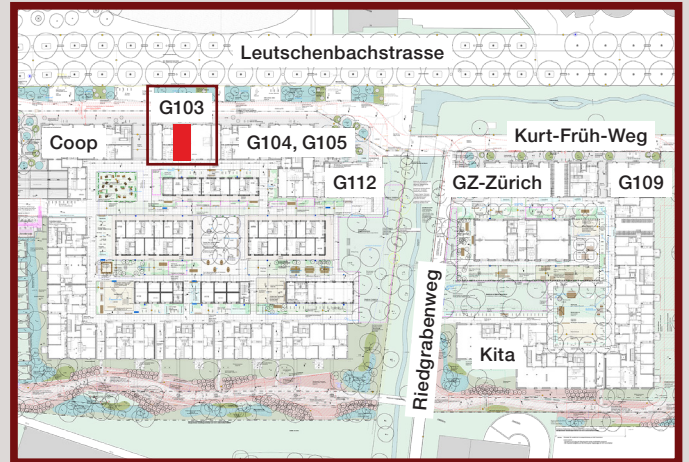 Leutschenbachstrasse
G103
Coop
G104, G105
Kurt-Früh-Weg
G112
GZ-Zürich
G109
Riedgrabenweg
Kita